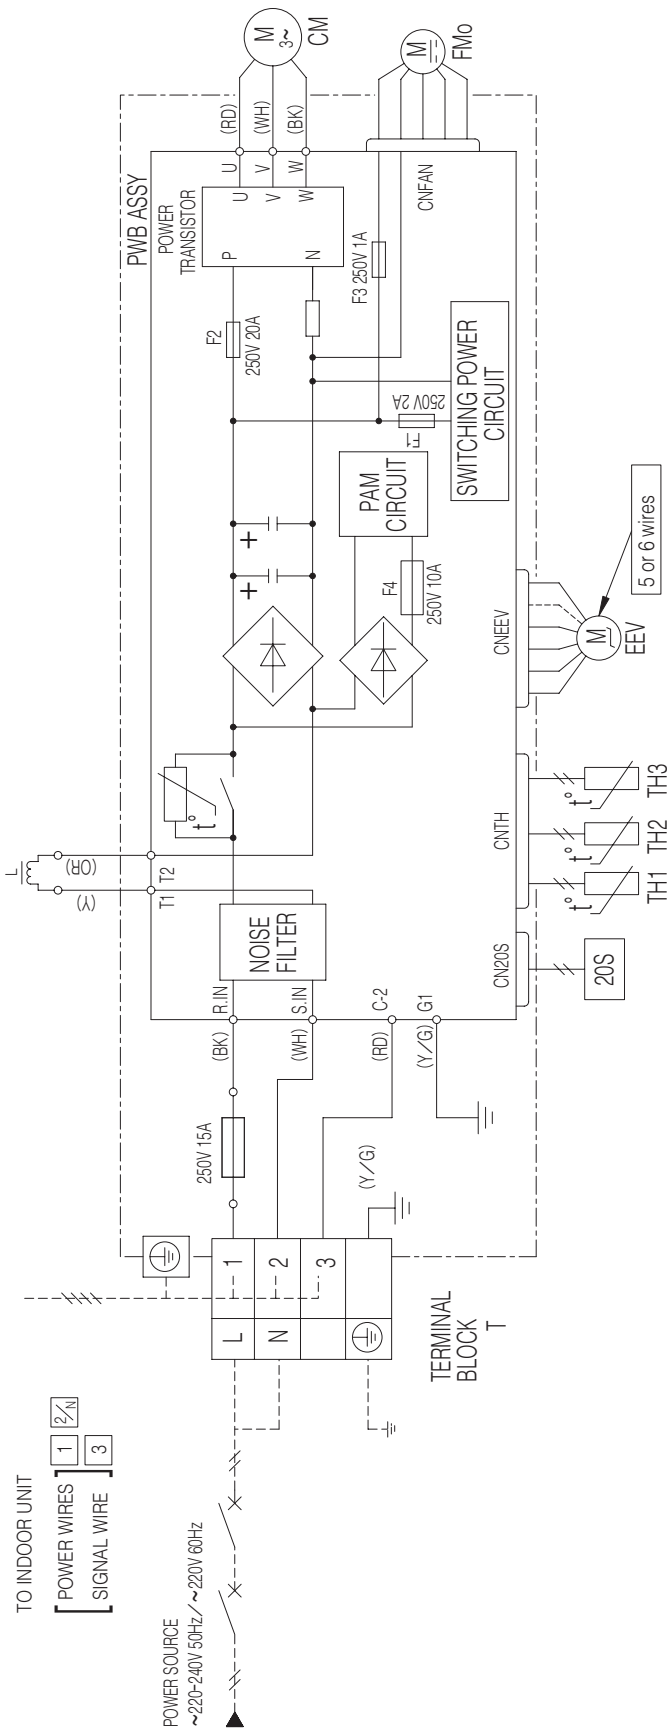 TO INDOOR UNIT
POWER WIRES 1 2/N
SIGNAL WIRE 3
POWER SOURCE
~220-240V 50Hz/~220V 60Hz
TERMINAL
BLOCK
T
L 1
N 2
3
250V 15A
(BK)
(WH)
(RD)
(Y/G)
(Y/G)
R.IN
S.IN
C-2
G1
NOISE
FILTER
L
(Y)
(OR)
T1
T2
t°
PWB ASSY
F4
250V 10A
PAM
CIRCUIT
+
+
F1
250V 2A
SWITCHING POWER
CIRCUIT
F2
250V 20A
F3 250V 1A
POWER
TRANSISTOR
P
N
U
V
W
U
V
W
(RD)
(WH)
(BK)
M
3~
CM
CNFAN
M
FMo
CN20S
20S
CNTH
t°
TH1
t°
TH2
t°
TH3
CNEEV
M
EEV
5 or 6 wires